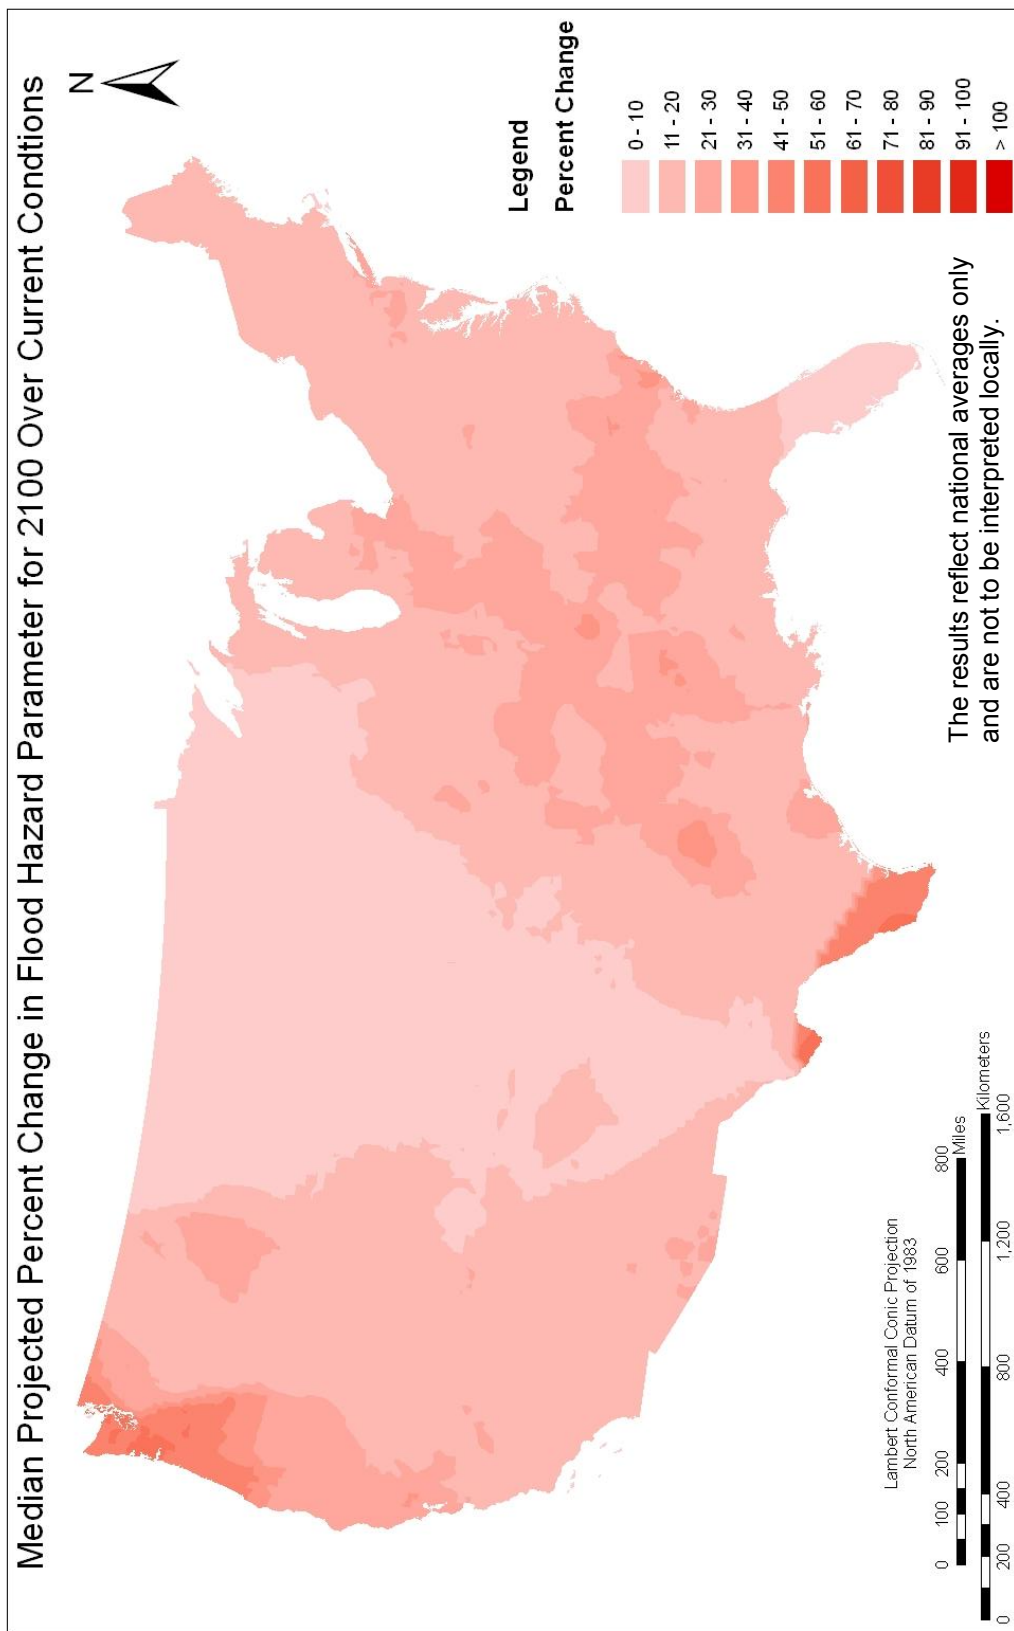 Median Projected Percent Change in Flood Hazard Parameter for 2100 Over Current Condtions
N
Legend
Percent Change
0 - 10
11 - 20
21 - 30
31 - 40
41 - 50
51 - 60
61 - 70
71 - 80
81 - 90
91 - 100
> 100
The results reflect national averages only
and are not to be interpreted locally.
Lambert Conformal Conic Projection
North American Datum of 1983
0 100 200 400 600 800
Miles
Kilometers
0 200 400 800 1,200 1,600